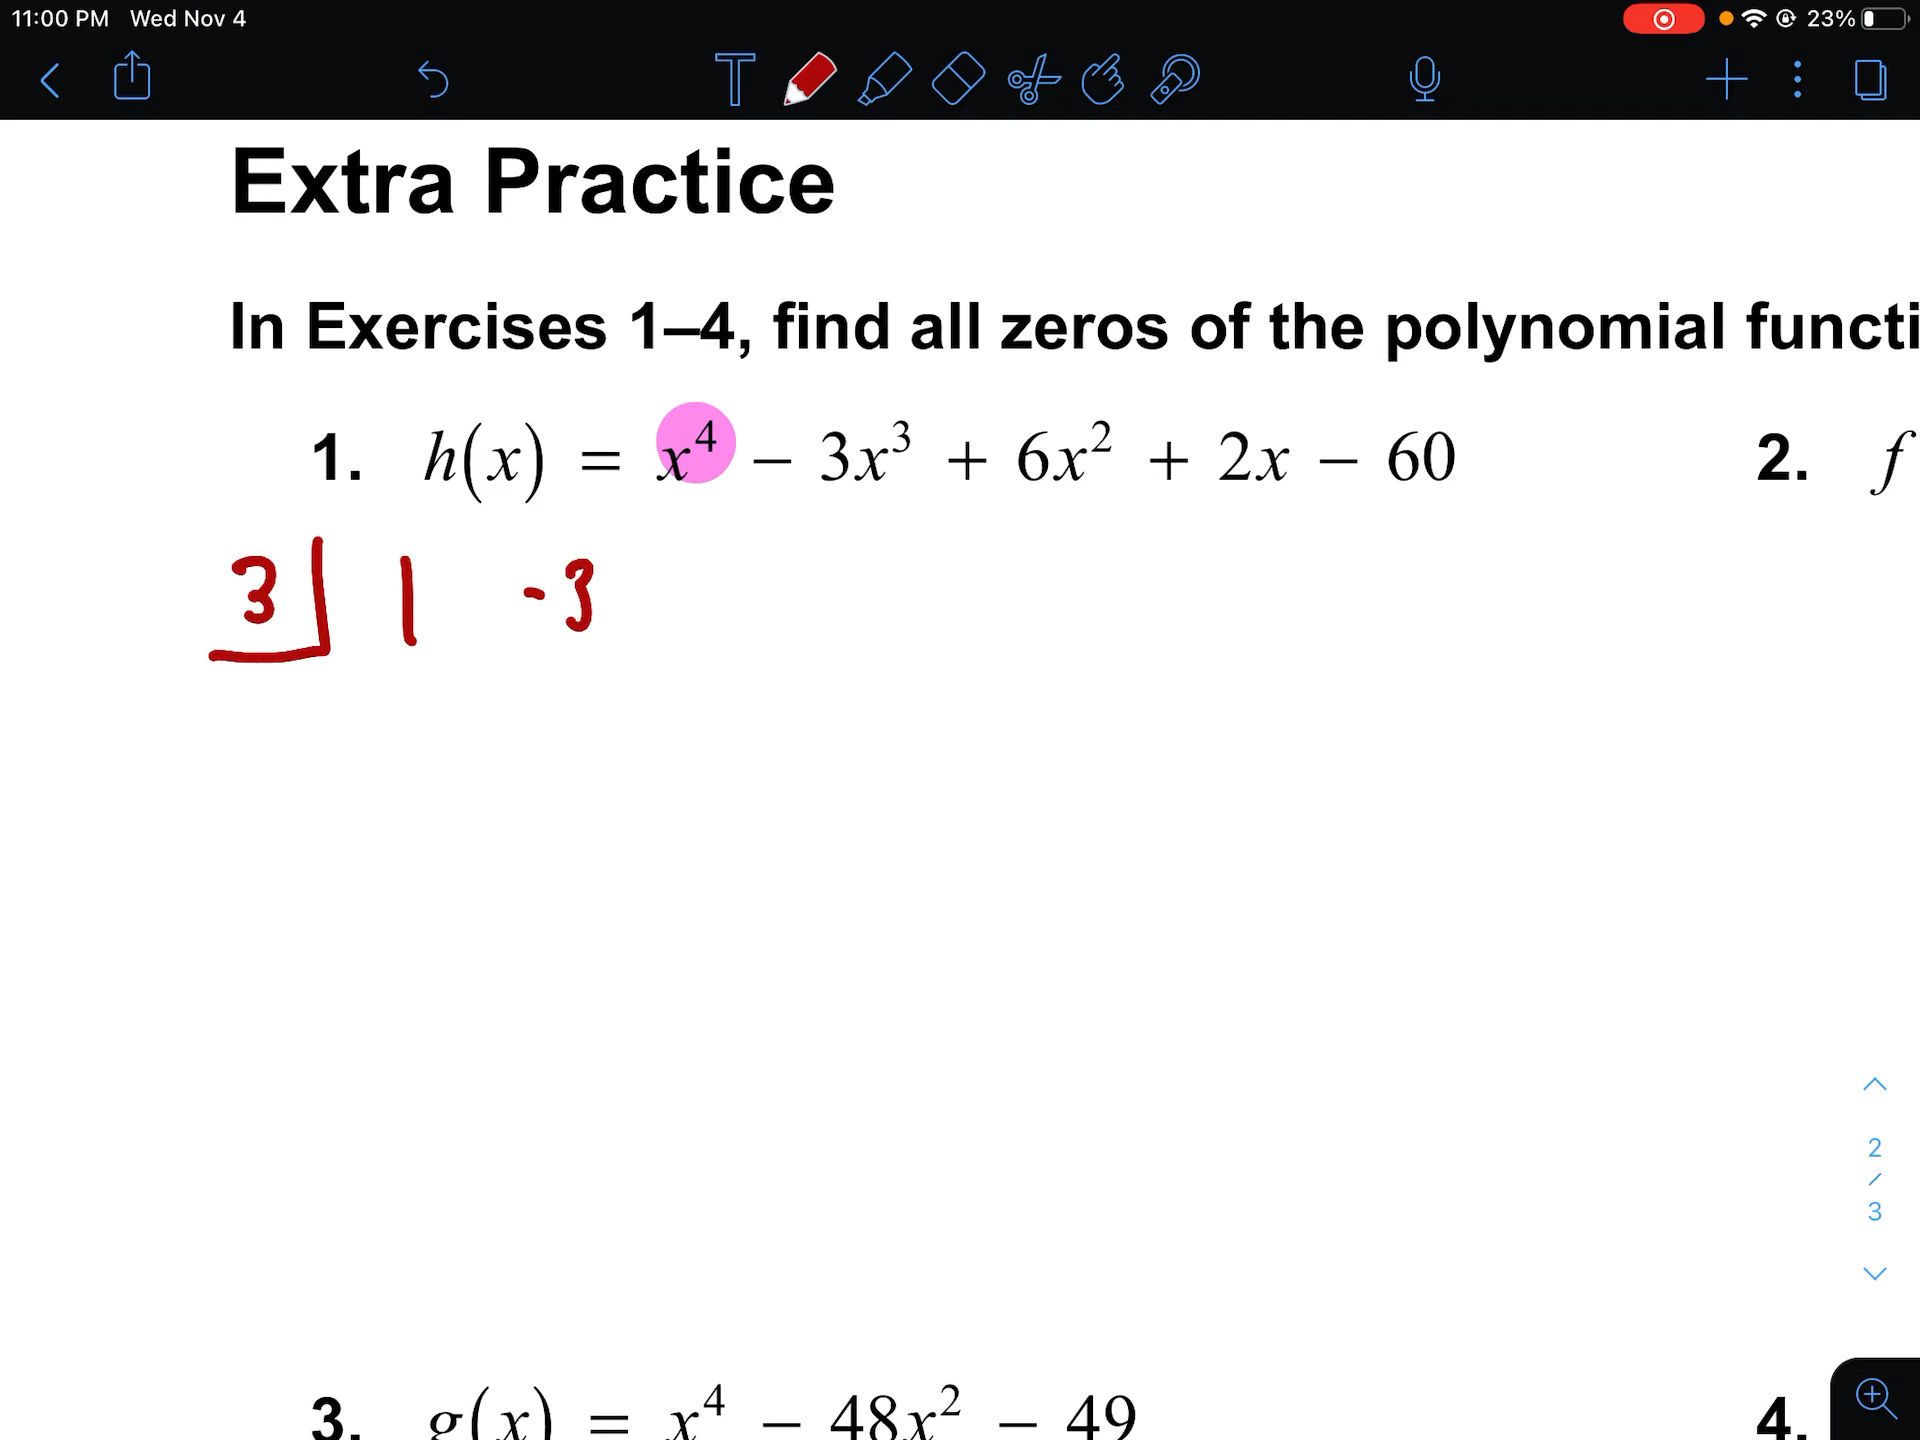 11:00 PM Wed Nov 4 23%
T
Extra Practice
In Exercises 1–4, find all zeros of the polynomial functi
1. h(x) = x⁴ − 3x³ + 6x² + 2x − 60 2. f
3 1 -3
2
/
3
3. g(x) = x⁴ − 48x² − 49 4.